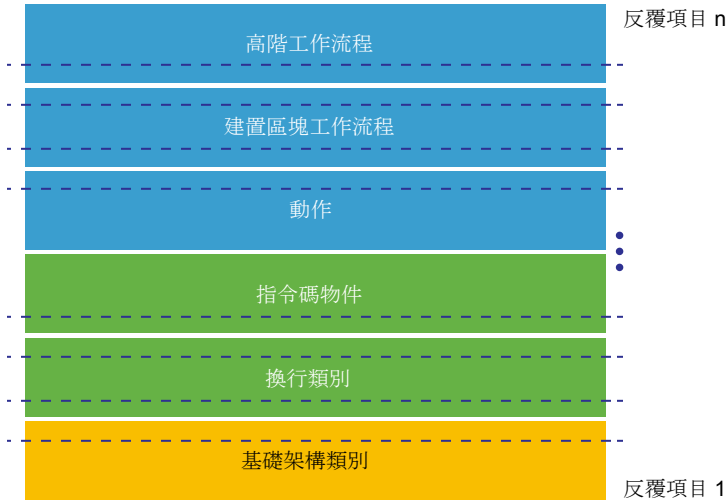 反覆項目 n
高階工作流程
建置區塊工作流程
動作
指令碼物件
換行類別
基礎架構類別
反覆項目 1